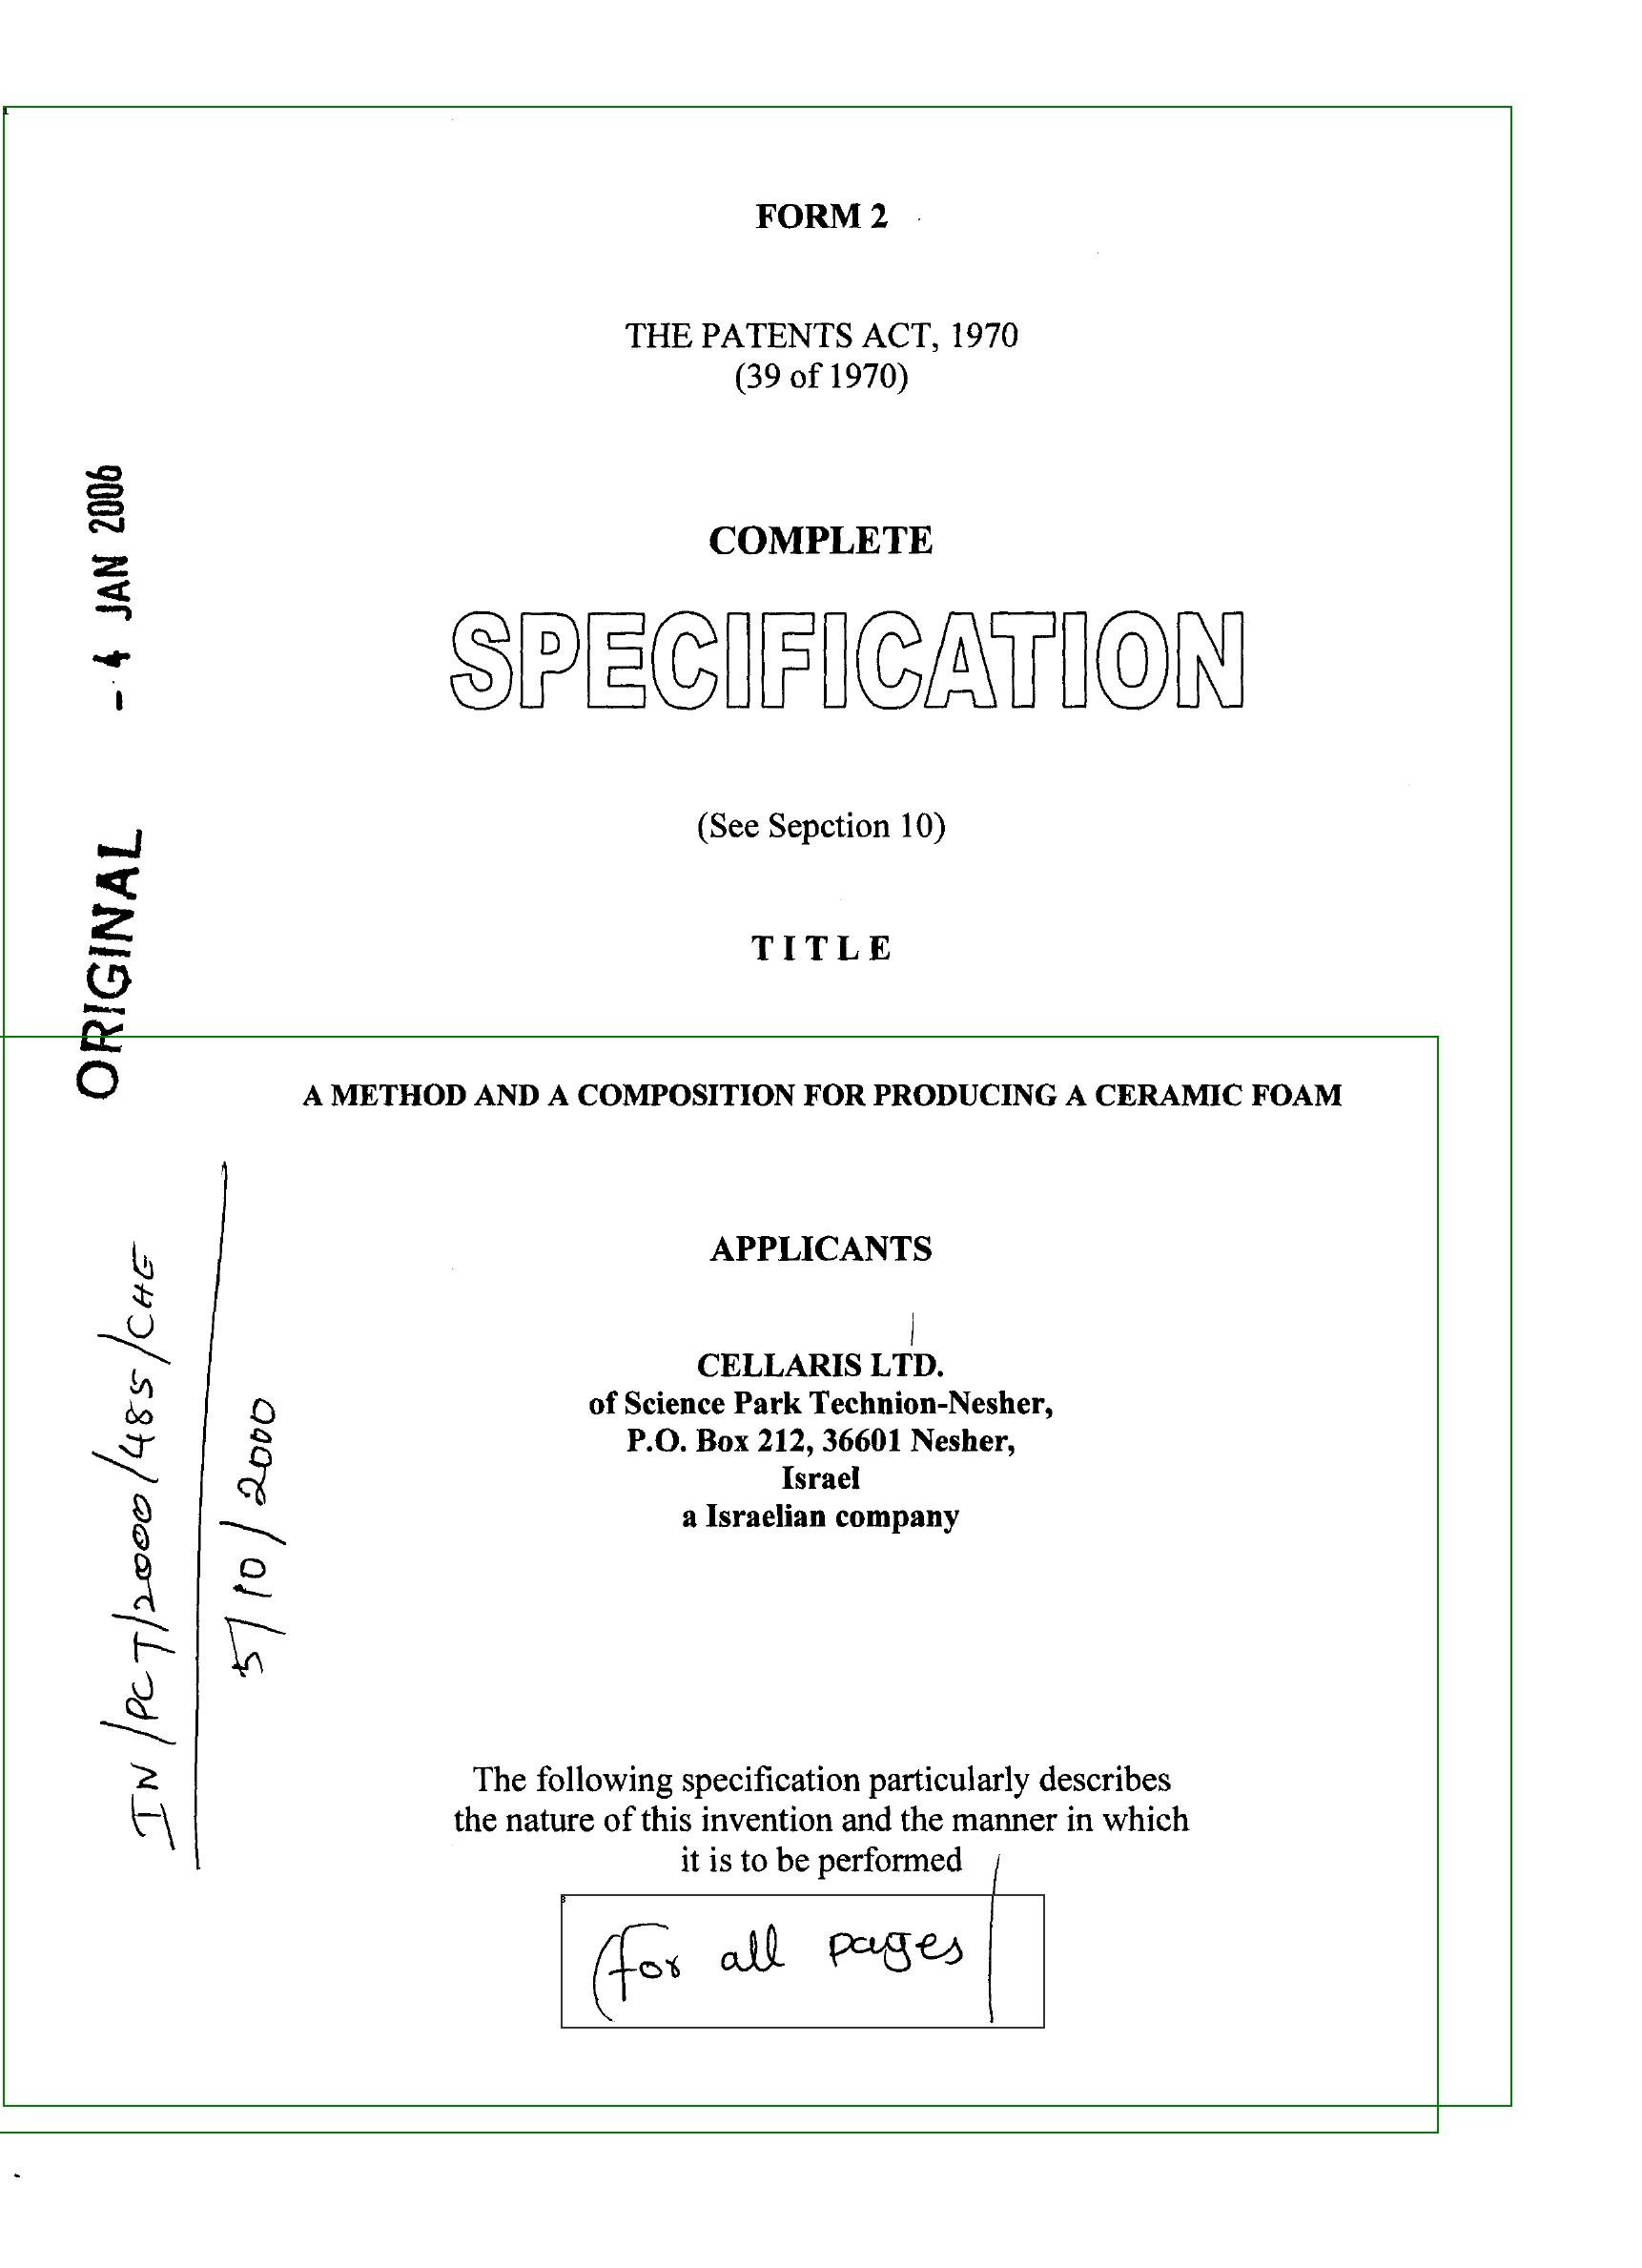 FORM 2
THE PATENTS ACT, 1970
(39 of 1970)
- 4 JAN 2006
COMPLETE
SPECIFICATION
(See Sepction 10)
ORIGINAL
TITLE
A METHOD AND A COMPOSITION FOR PRODUCING A CERAMIC FOAM
APPLICANTS
CELLARIS LTD.
of Science Park Technion-Nesher,
P.O. Box 212, 36601 Nesher,
Israel
a Israelian company
IN/PCT/2000/485/CHE
5/10/2000
The following specification particularly describes
the nature of this invention and the manner in which
it is to be performed
(for all pages)